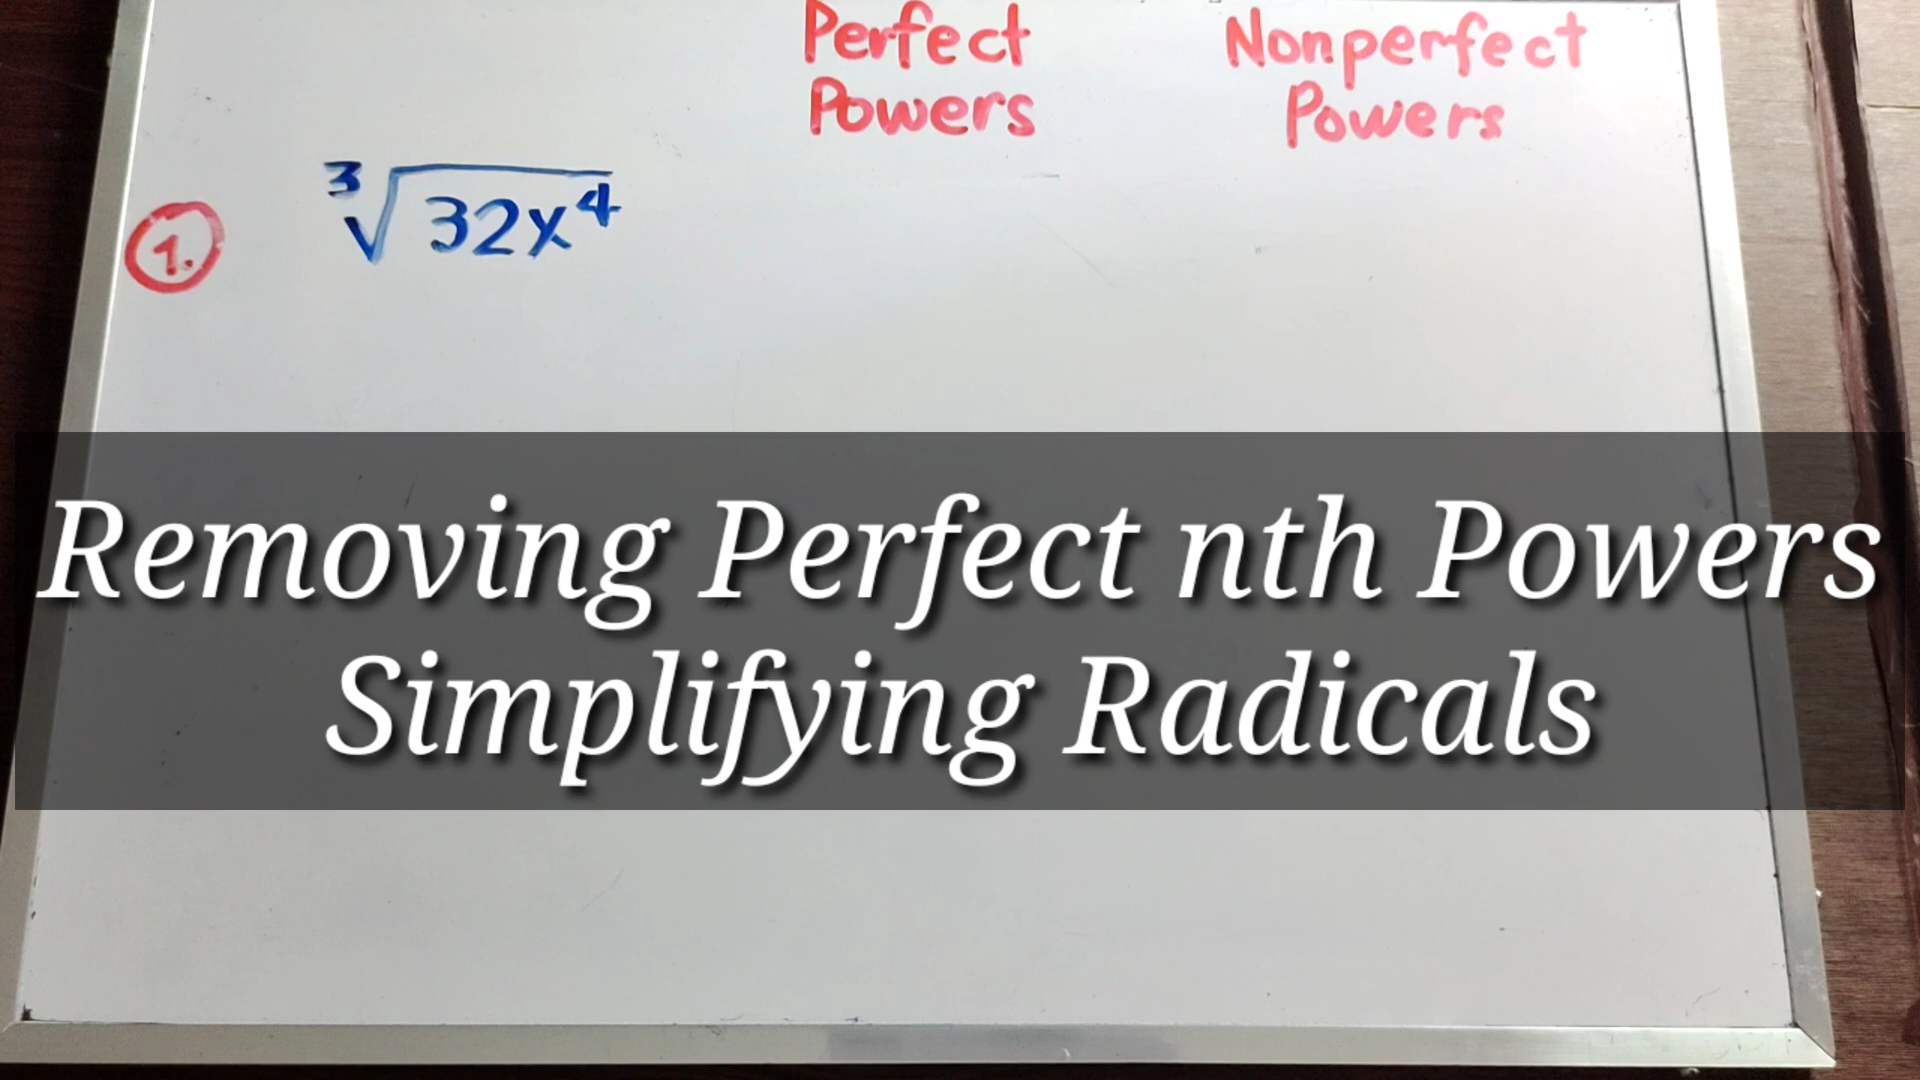 Perfect Nonperfect
Powers Powers
1. ∛32x⁴
Removing Perfect nth Powers
Simplifying Radicals